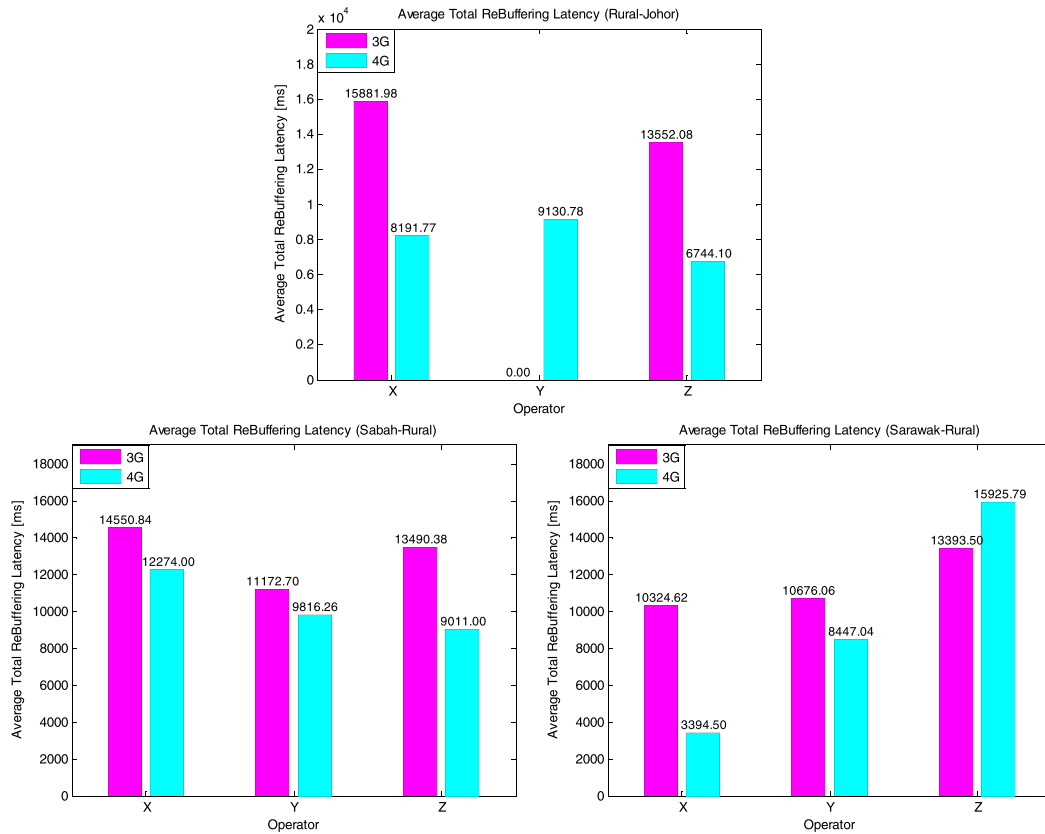 Average Total ReBuffering Latency (Rural-Johor)
x 10^4
Average Total ReBuffering Latency [ms]
2
1.8
1.6
1.4
1.2
1
0.8
0.6
0.4
0.2
0
3G
4G
15881.98
8191.77
0.00
9130.78
13552.08
6744.10
X
Y
Z
Operator
Average Total ReBuffering Latency (Sabah-Rural)
Average Total ReBuffering Latency [ms]
18000
16000
14000
12000
10000
8000
6000
4000
2000
0
3G
4G
14550.84
12274.00
11172.70
9816.26
13490.38
9011.00
X
Y
Z
Operator
Average Total ReBuffering Latency (Sarawak-Rural)
Average Total ReBuffering Latency [ms]
18000
16000
14000
12000
10000
8000
6000
4000
2000
0
3G
4G
10324.62
3394.50
10676.06
8447.04
13393.50
15925.79
X
Y
Z
Operator